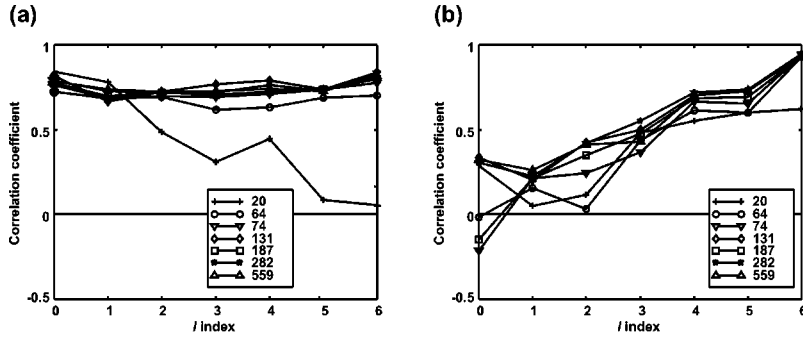 (a)
Correlation coefficient
1
0.5
0
-0.5
0 1 2 3 4 5 6
l index
20
64
74
131
187
282
559
(b)
Correlation coefficient
1
0.5
0
-0.5
0 1 2 3 4 5 6
l index
20
64
74
131
187
282
559